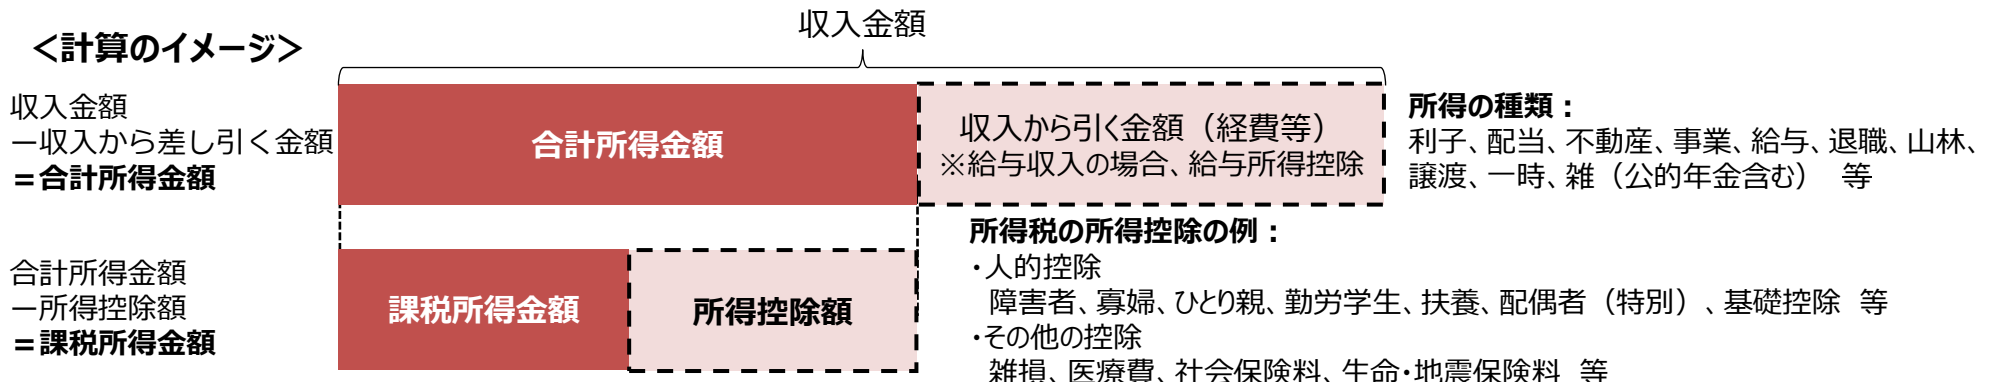 収入金額
＜計算のイメージ＞
収入金額
－収入から差し引く金額
＝合計所得金額
合計所得金額
収入から引く金額（経費等）
※給与収入の場合、給与所得控除
所得の種類：
利子、配当、不動産、事業、給与、退職、山林、
譲渡、一時、雑（公的年金含む） 等
合計所得金額
－所得控除額
＝課税所得金額
課税所得金額
所得控除額
所得税の所得控除の例：
・人的控除
障害者、寡婦、ひとり親、勤労学生、扶養、配偶者（特別）、基礎控除 等
・その他の控除
雑損、医療費、社会保険料、生命・地震保険料 等